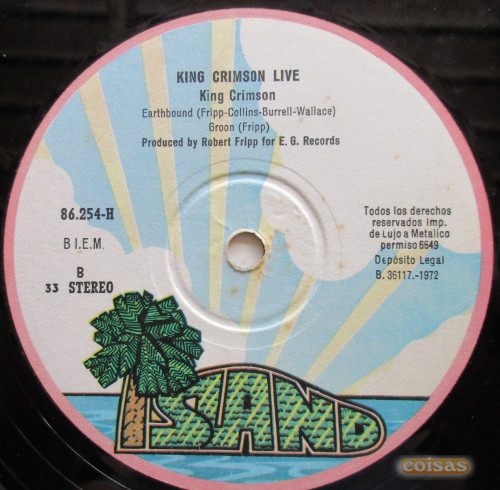 KING CRIMSON LIVE
King Crimson
Earthbound (Fripp-Collins-Burrell-Wallace)
Groon (Fripp)
Produced by Robert Fripp for E. G. Records
86.254-H
B I.E.M.
B
33 STEREO
Todos los derechos
reservados Imp.
de Lujo a Metalico
permiso 6549
Depósito Legal
B. 36117.-1972
ISLAND
coisas